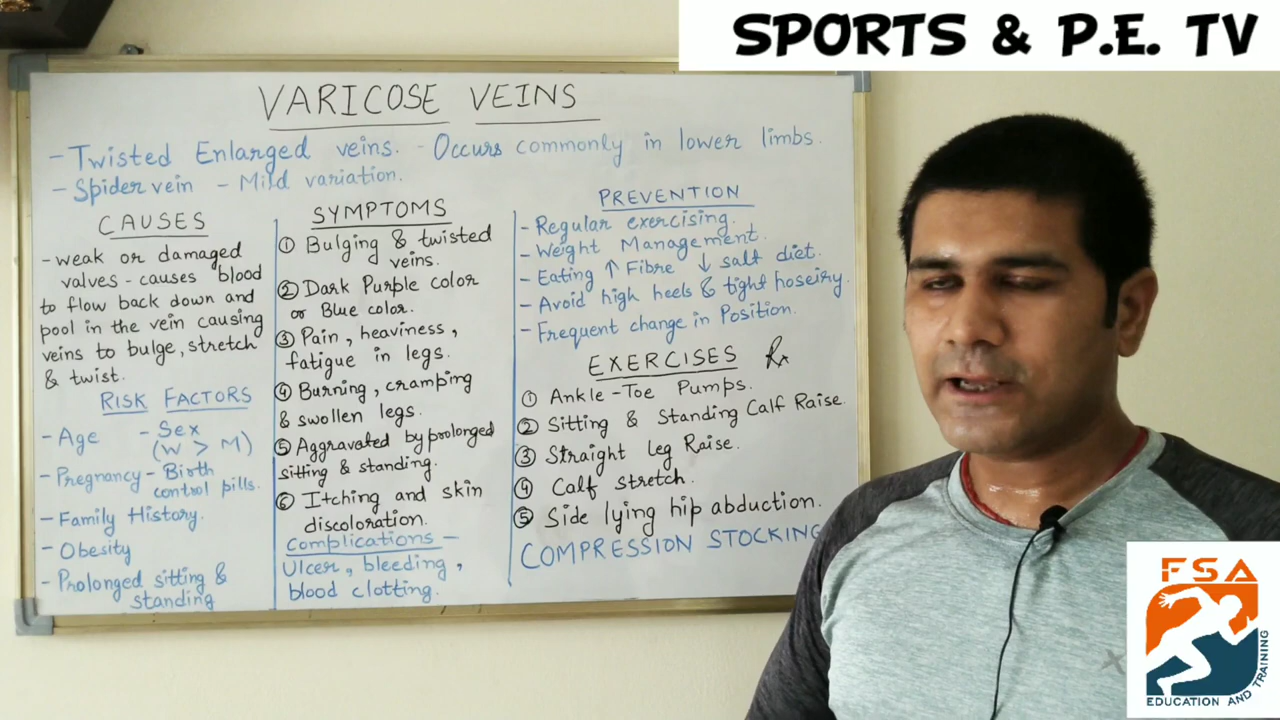 SPORTS & P.E. TV
VARICOSE VEINS
- Twisted Enlarged veins. - Occurs commonly in lower limbs.
- Spider vein - Mild variation.
CAUSES
- weak or damaged
valves - causes blood
to flow back down and
pool in the vein causing
veins to bulge, stretch
& twist.
RISK FACTORS
- Age - Sex
(W > M)
- Pregnancy - Birth
control pills.
- Family History.
- Obesity
- Prolonged sitting &
standing
SYMPTOMS
① Bulging & twisted
veins.
② Dark Purple color
or Blue color.
③ Pain, heaviness,
fatigue in legs.
④ Burning, cramping
& swollen legs.
⑤ Aggravated by prolonged
sitting & standing.
⑥ Itching and skin
discoloration.
Complications -
Ulcer, bleeding,
blood clotting.
PREVENTION
- Regular exercising.
- Weight Management.
- Eating ↑ Fibre ↓ salt diet.
- Avoid high heels & tight hoseiry.
- Frequent change in Position.
EXERCISES Rx
① Ankle-Toe Pumps.
② Sitting & Standing Calf Raise.
③ Straight Leg Raise.
④ Calf stretch.
⑤ Side lying hip abduction.
COMPRESSION STOCKING
FSA
EDUCATION AND TRAINING